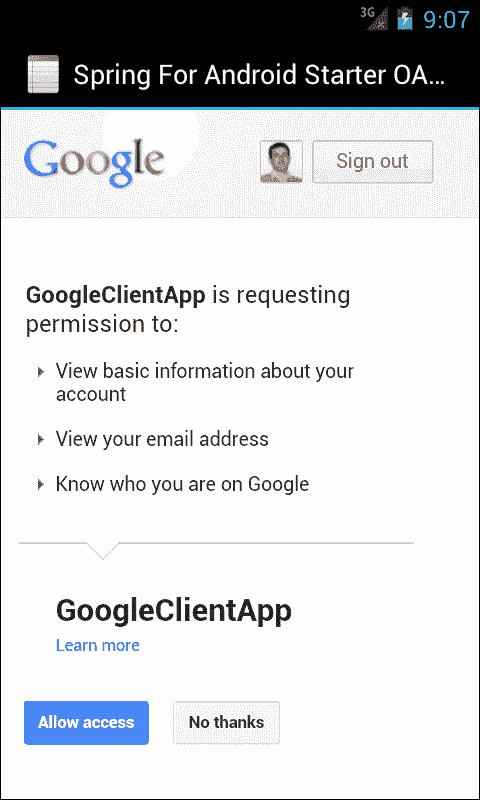 3G 9:07
Spring For Android Starter OA...
Google
Sign out
GoogleClientApp is requesting
permission to:
View basic information about your
account
View your email address
Know who you are on Google
GoogleClientApp
Learn more
Allow access No thanks